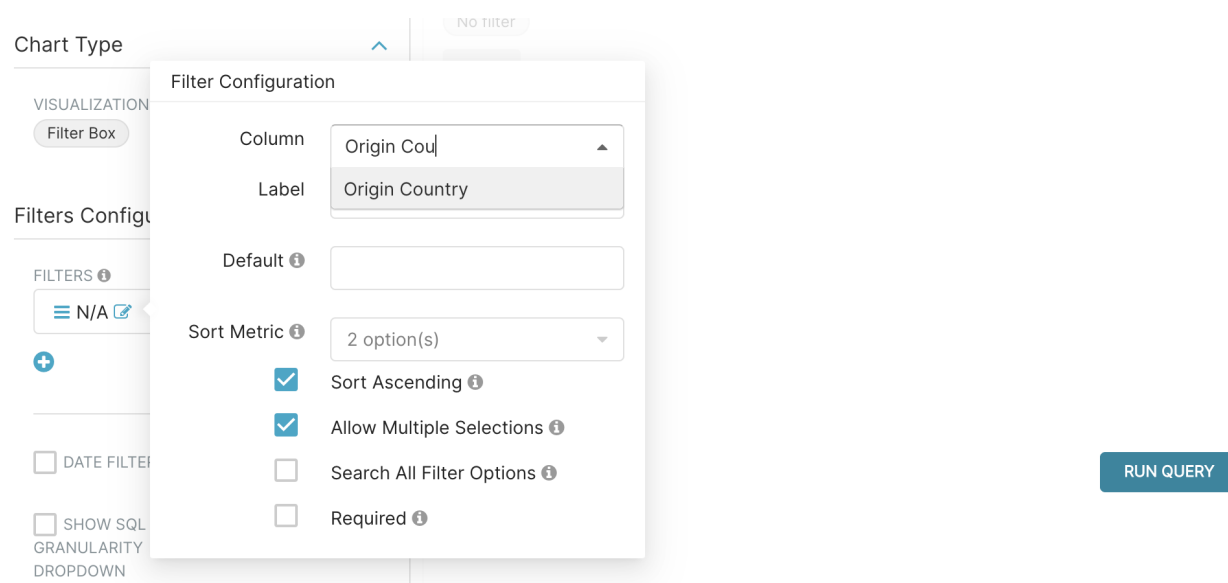 No filter
Chart Type
Filter Configuration
VISUALIZATION
Filter Box
Column
Origin Cou
Label
Origin Country
Filters Configu
Default
FILTERS
N/A
Sort Metric
2 option(s)
Sort Ascending
Allow Multiple Selections
DATE FILTER
Search All Filter Options
RUN QUERY
Required
SHOW SQL
GRANULARITY
DROPDOWN